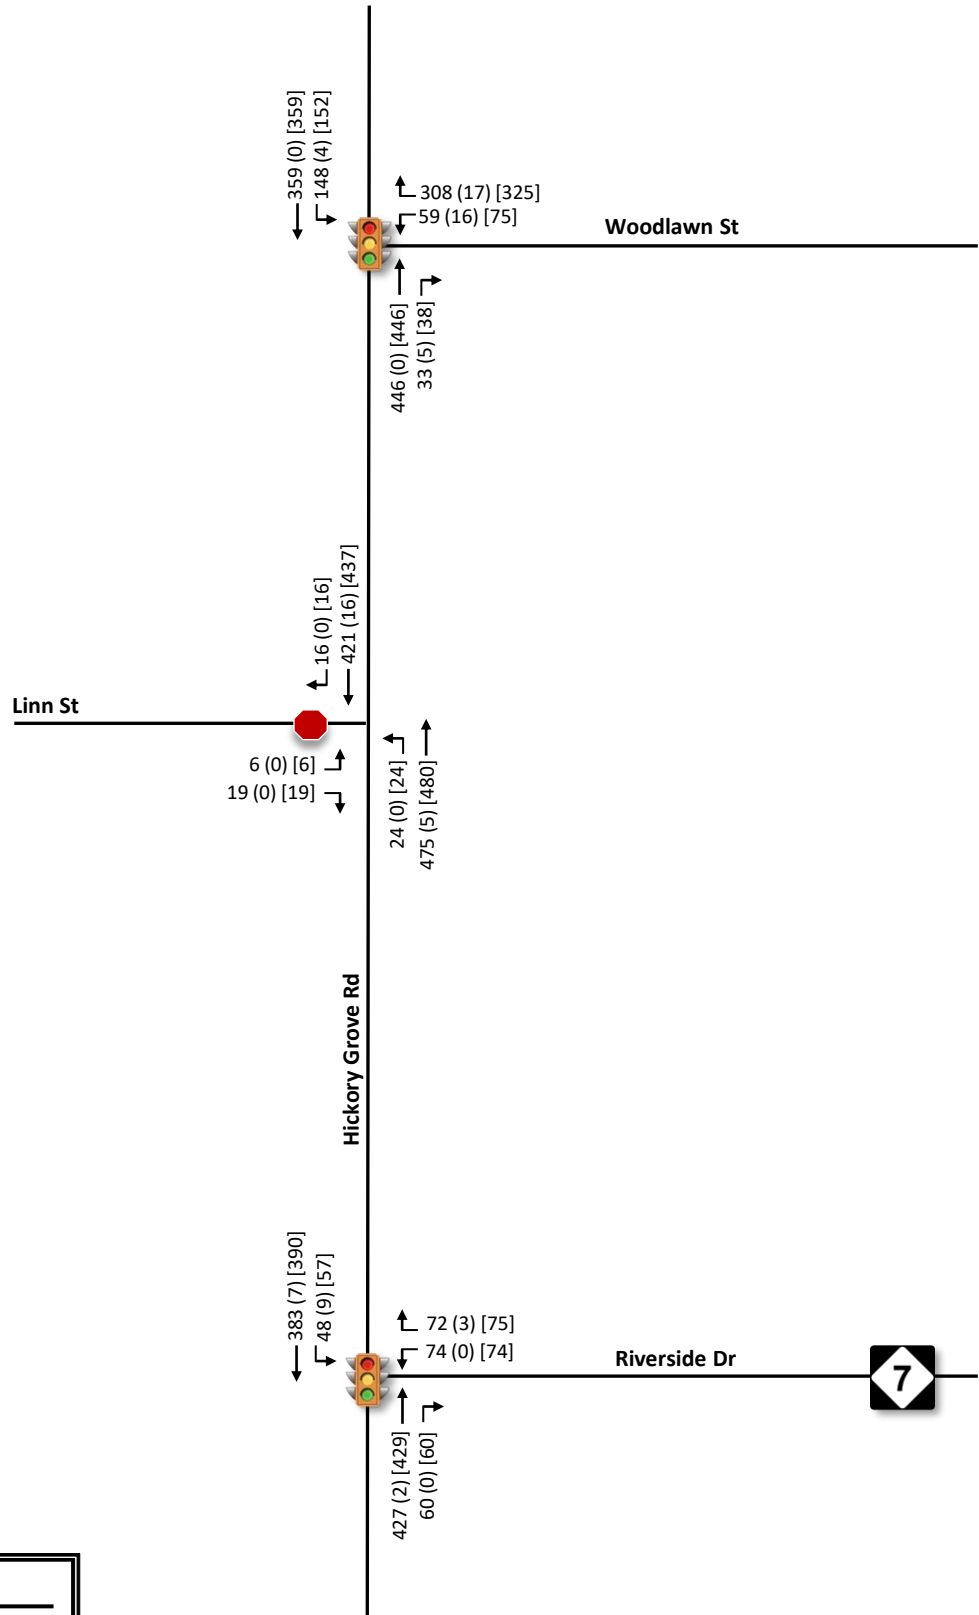 359 (0) [359]
148 (4) [152]
308 (17) [325]
59 (16) [75]
Woodlawn St
446 (0) [446]
33 (5) [38]
16 (0) [16]
421 (16) [437]
Linn St
6 (0) [6]
19 (0) [19]
24 (0) [24]
475 (5) [480]
Hickory Grove Rd
383 (7) [390]
48 (9) [57]
72 (3) [75]
74 (0) [74]
Riverside Dr
7
427 (2) [429]
60 (0) [60]